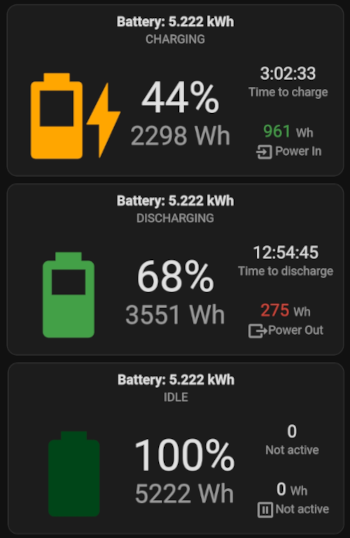 Battery: 5.222 kWh
CHARGING
44%
2298 Wh
3:02:33
Time to charge
961 Wh
Power In
Battery: 5.222 kWh
DISCHARGING
68%
3551 Wh
12:54:45
Time to discharge
275 Wh
Power Out
Battery: 5.222 kWh
IDLE
100%
5222 Wh
0
Not active
0 Wh
Not active